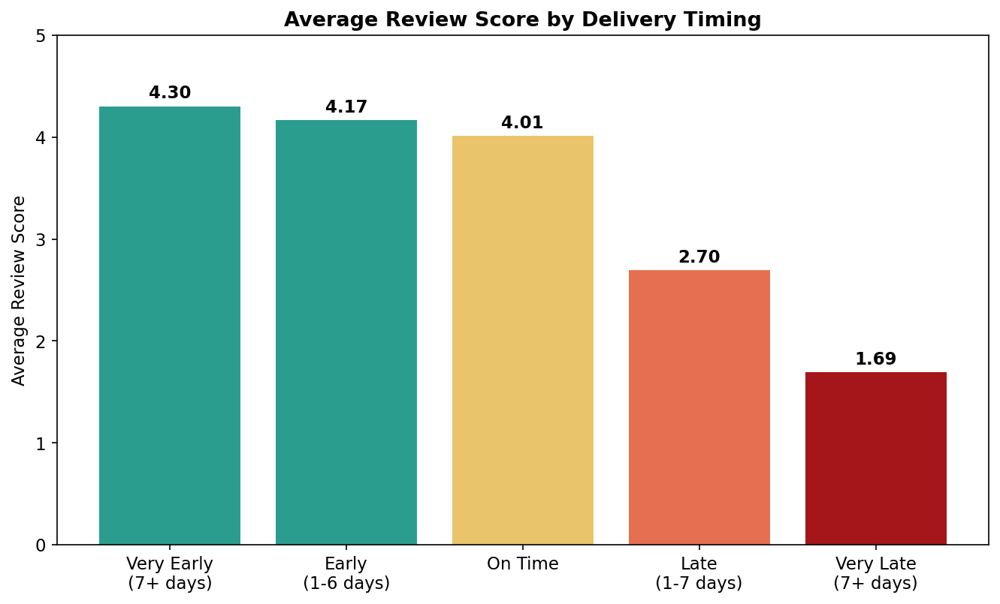 Average Review Score by Delivery Timing
Average Review Score
5
4
3
2
1
0
4.30
4.17
4.01
2.70
1.69
Very Early
(7+ days)
Early
(1-6 days)
On Time
Late
(1-7 days)
Very Late
(7+ days)